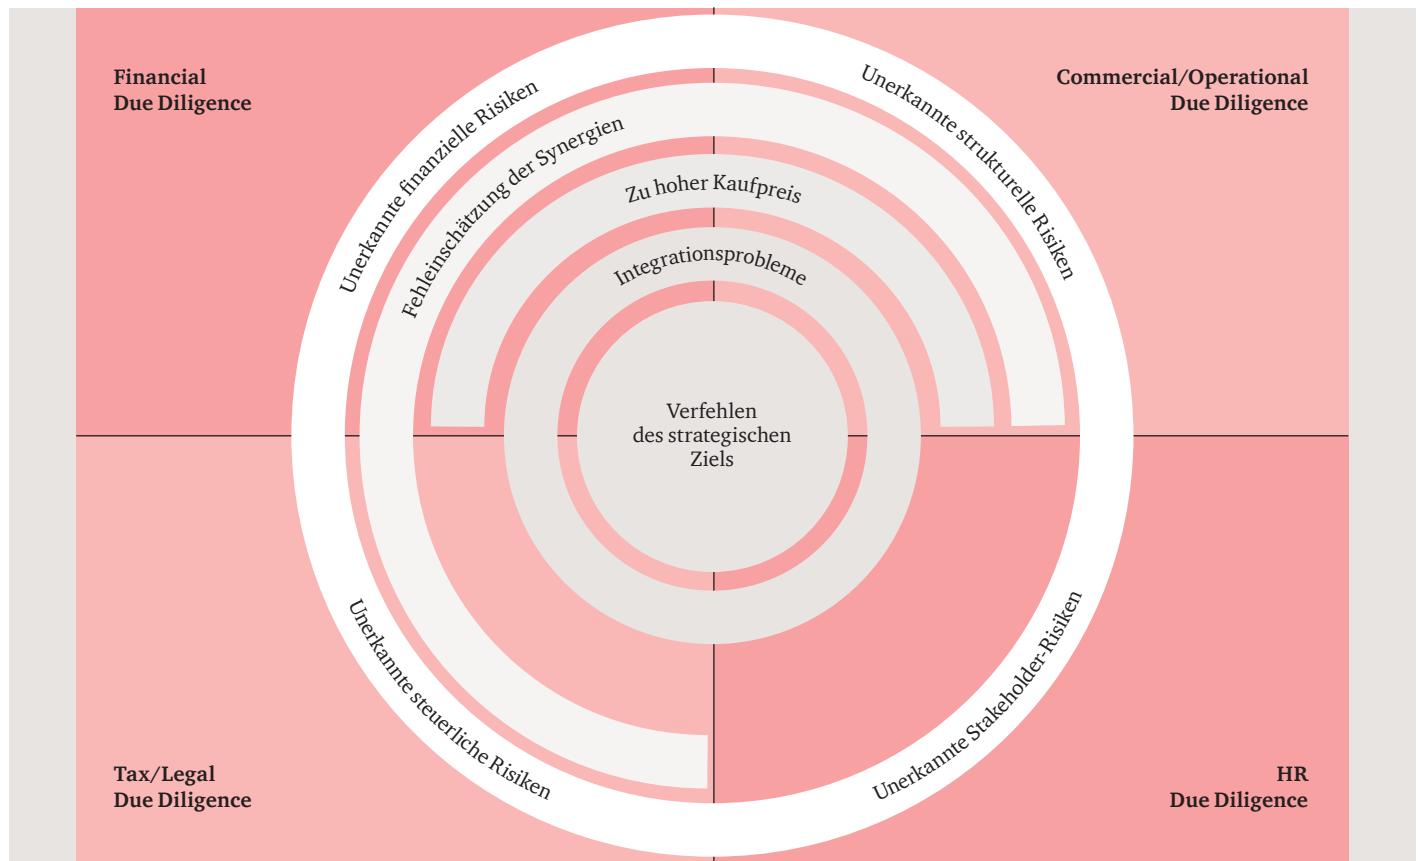 Financial
Due Diligence
Commercial/Operational
Due Diligence
Unerkannte finanzielle Risiken
Unerkannte strukturelle Risiken
Fehleinschätzung der Synergien
Zu hoher Kaufpreis
Integrationsprobleme
Verfehlen
des strategischen
Ziels
Unerkannte steuerliche Risiken
Unerkannte Stakeholder-Risiken
Tax/Legal
Due Diligence
HR
Due Diligence